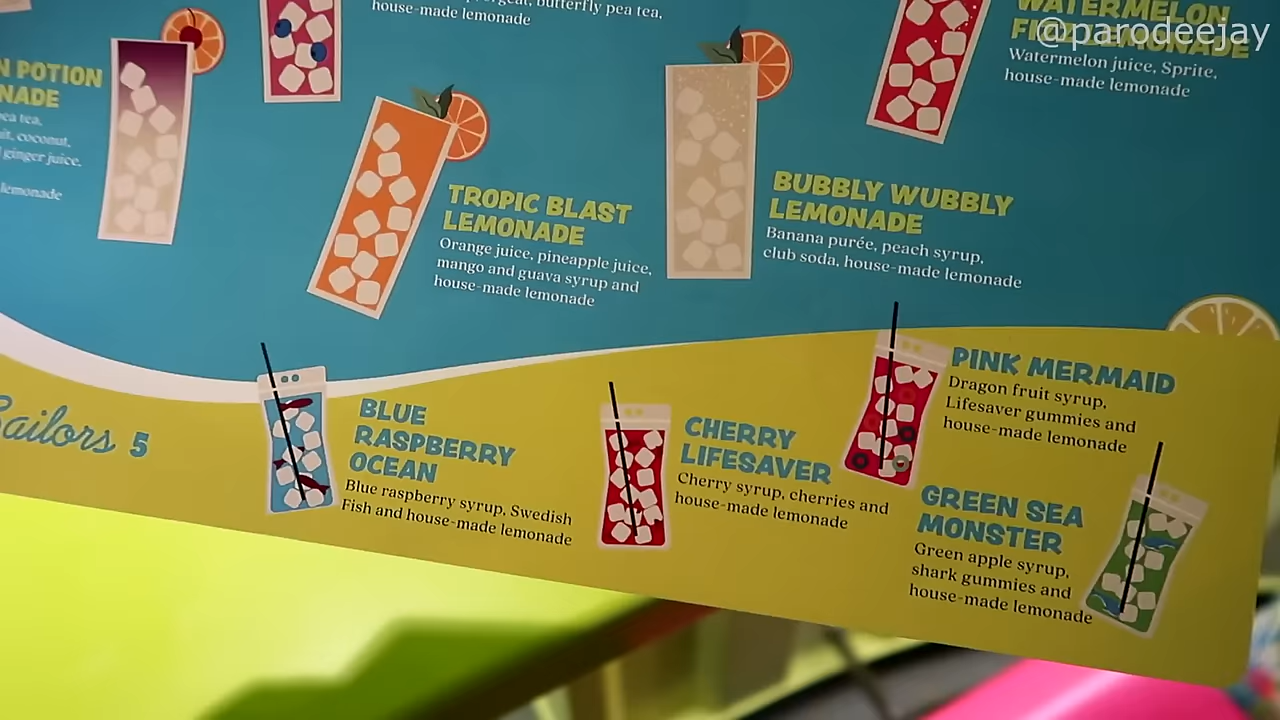 butterfly pea tea,
house-made lemonade
WATERMELON
LEMONADE
Watermelon juice, Sprite,
house-made lemonade
@parodeejay
POTION
pea tea,
coconut,
ginger juice,
lemonade
TROPIC BLAST
LEMONADE
Orange juice, pineapple juice,
mango and guava syrup and
house-made lemonade
BUBBLY WUBBLY
LEMONADE
Banana purée, peach syrup,
club soda, house-made lemonade
Sailors 5
BLUE
RASPBERRY
OCEAN
Blue raspberry syrup, Swedish
Fish and house-made lemonade
CHERRY
LIFESAVER
Cherry syrup, cherries and
house-made lemonade
PINK MERMAID
Dragon fruit syrup,
Lifesaver gummies and
house-made lemonade
GREEN SEA
MONSTER
Green apple syrup,
shark gummies and
house-made lemonade